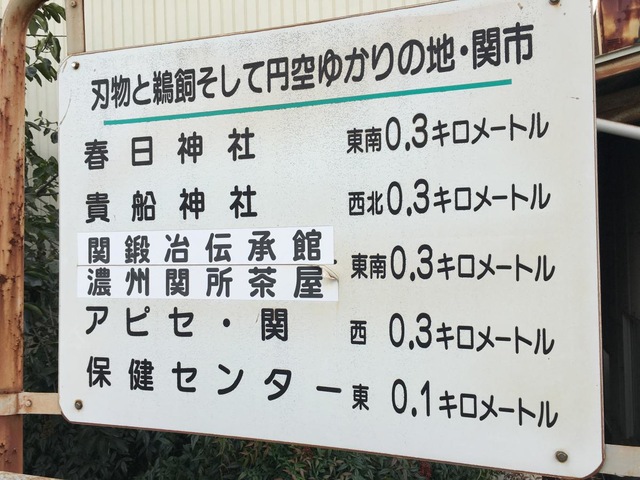 刃物と鵜飼そして円空ゆかりの地・関市
春日神社 東南0.3キロメートル
貴船神社 西北0.3キロメートル
関鍛冶伝承館
濃州関所茶屋 東南0.3キロメートル
アピセ・関 西 0.3キロメートル
保健センター 東 0.1キロメートル